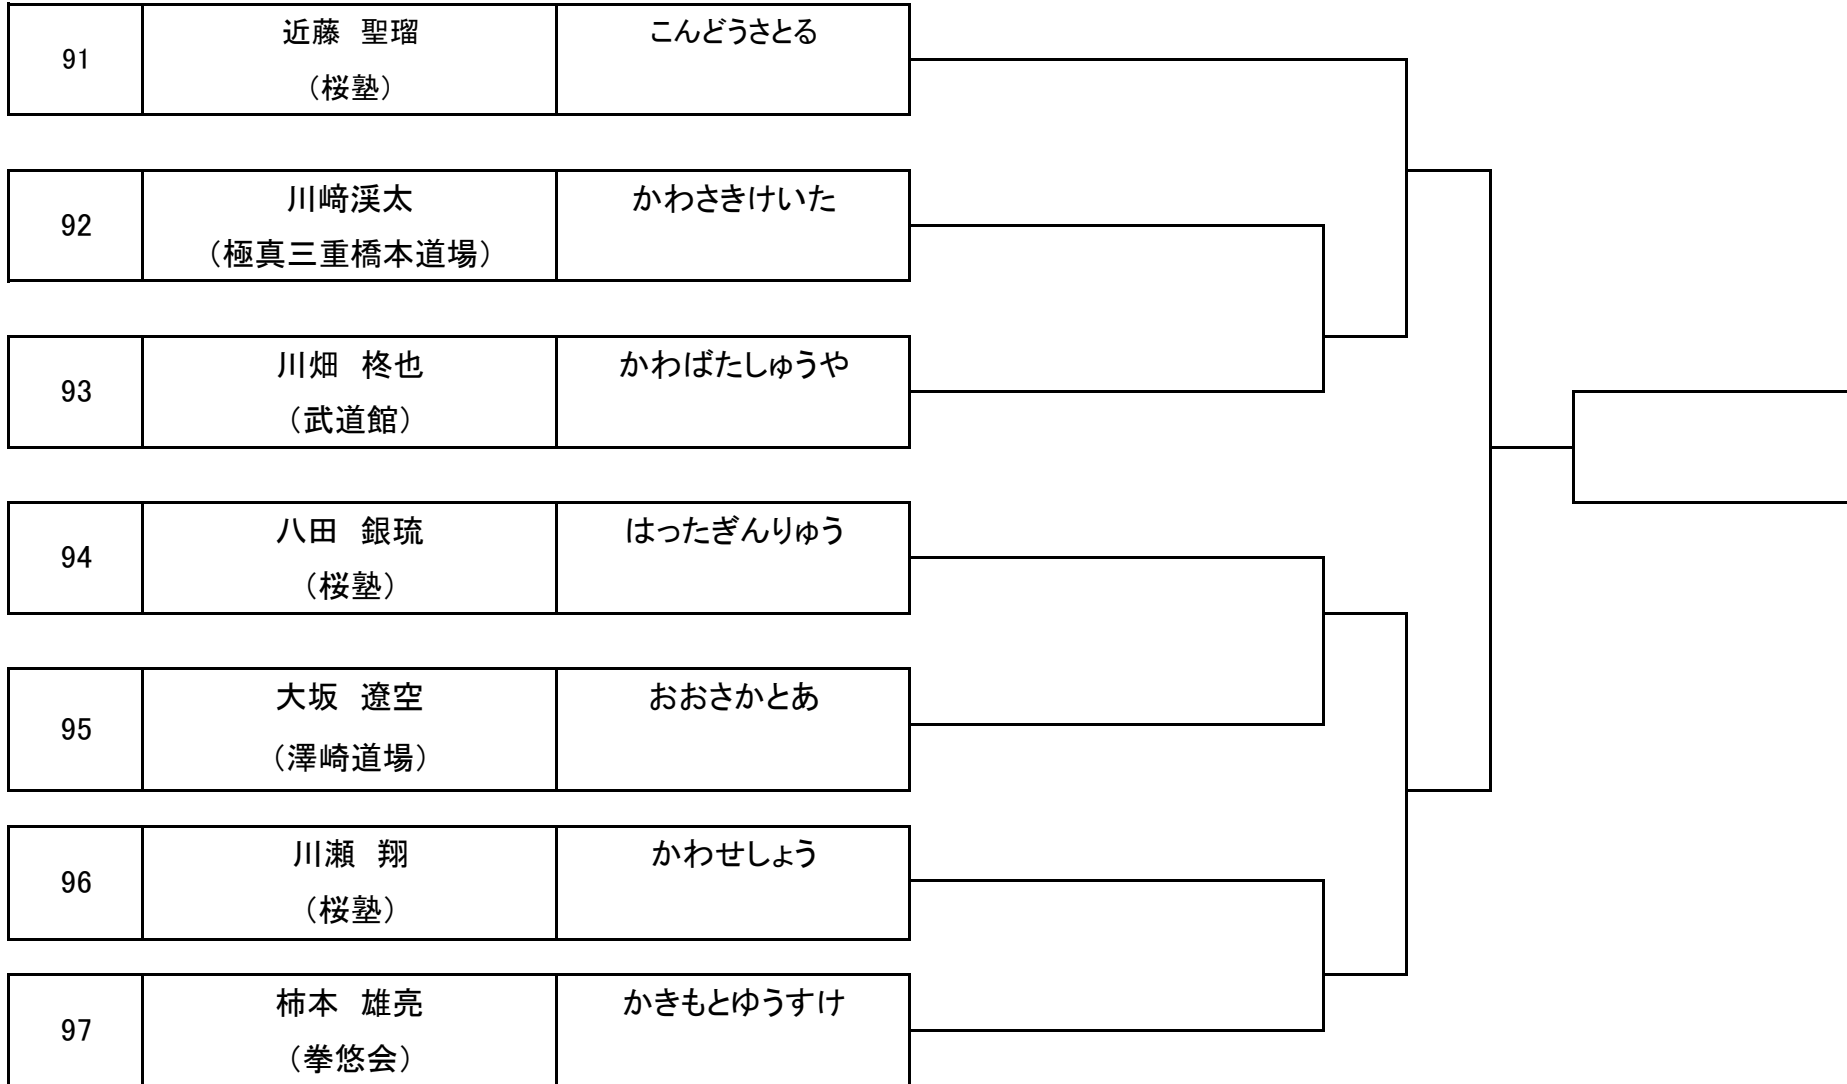 91
近藤　聖瑠
（桜塾）
こんどうさとる
92
川﨑渓太
（極真三重橋本道場）
かわさきけいた
93
川畑　柊也
（武道館）
かわばたしゅうや
94
八田　銀琉
（桜塾）
はったぎんりゅう
95
大坂　遼空
（澤崎道場）
おおさかとあ
96
川瀬　翔
（桜塾）
かわせしょう
97
柿本　雄亮
（拳悠会）
かきもとゆうすけ